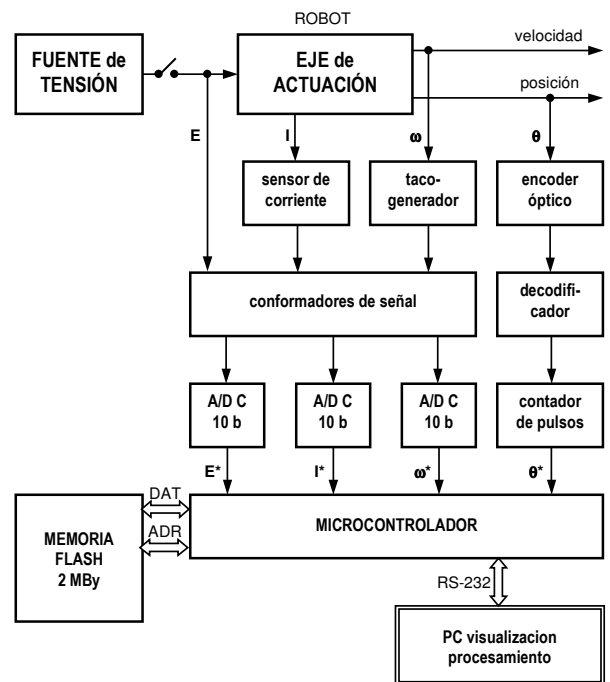 ROBOT
FUENTE de
TENSIÓN
EJE de
ACTUACIÓN
velocidad
posición
E
I
ω
θ
sensor de
corriente
taco-
generador
encoder
óptico
conformadores de señal
decodifi-
cador
A/D C
10 b
A/D C
10 b
A/D C
10 b
contador
de pulsos
E*
I*
ω*
θ*
DAT
ADR
MEMORIA
FLASH
2 MBy
MICROCONTROLADOR
RS-232
PC visualizacion
procesamiento